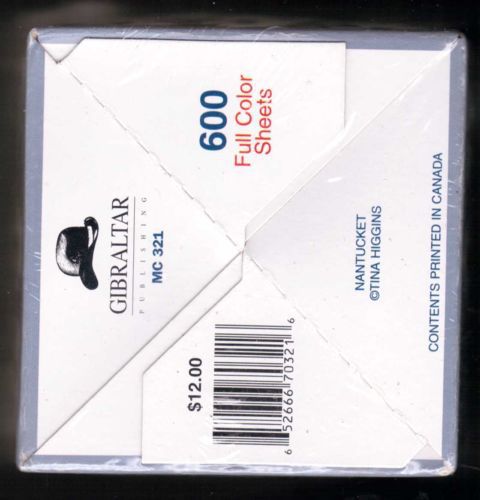 GIBRALTAR
PUBLISHING
MC 321
600
Full Color
Sheets
$12.00
6 52666 70321 6
NANTUCKET
©TINA HIGGINS
CONTENTS PRINTED IN CANADA